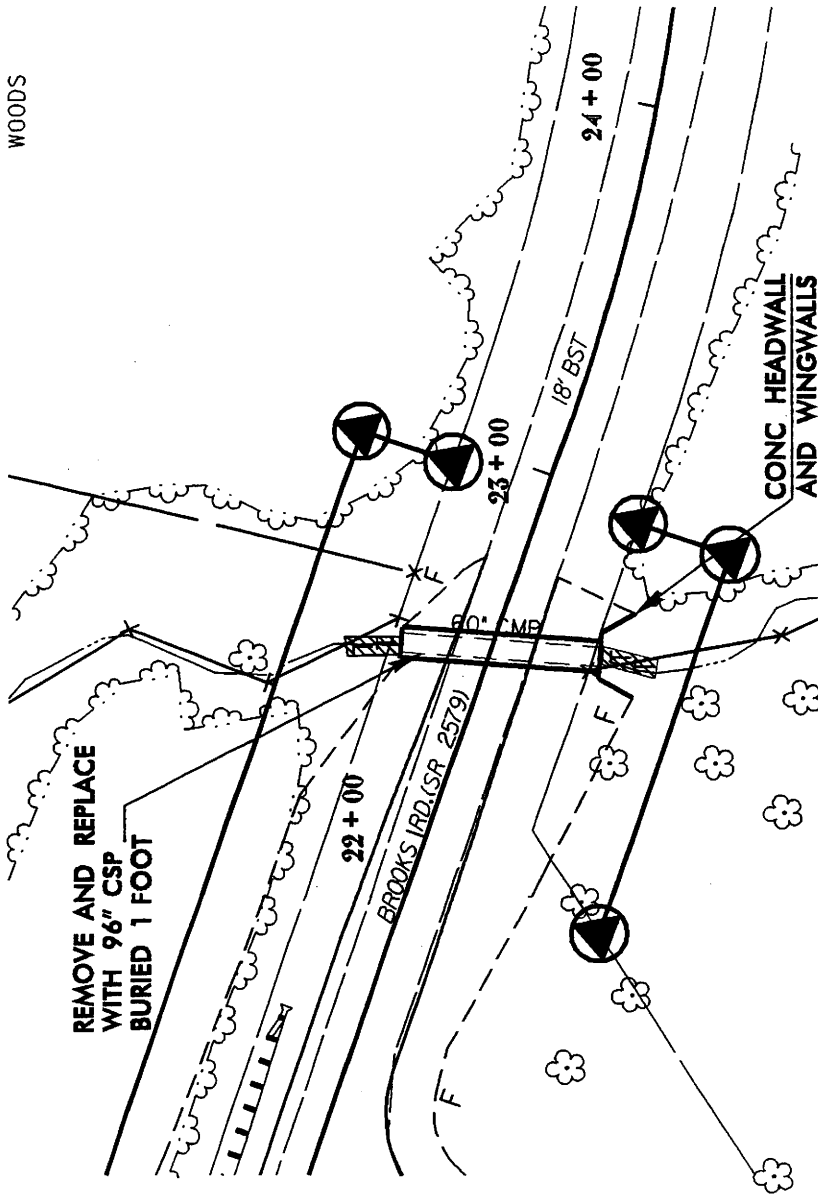 WOODS
24 + 00
18' BST
CONC HEADWALL
AND WINGWALLS
23 + 00
F
60" CMP
F
REMOVE AND REPLACE
WITH 96" CSP
BURIED 1 FOOT
22 + 00
BROOKS RD.(SR 2579)
F